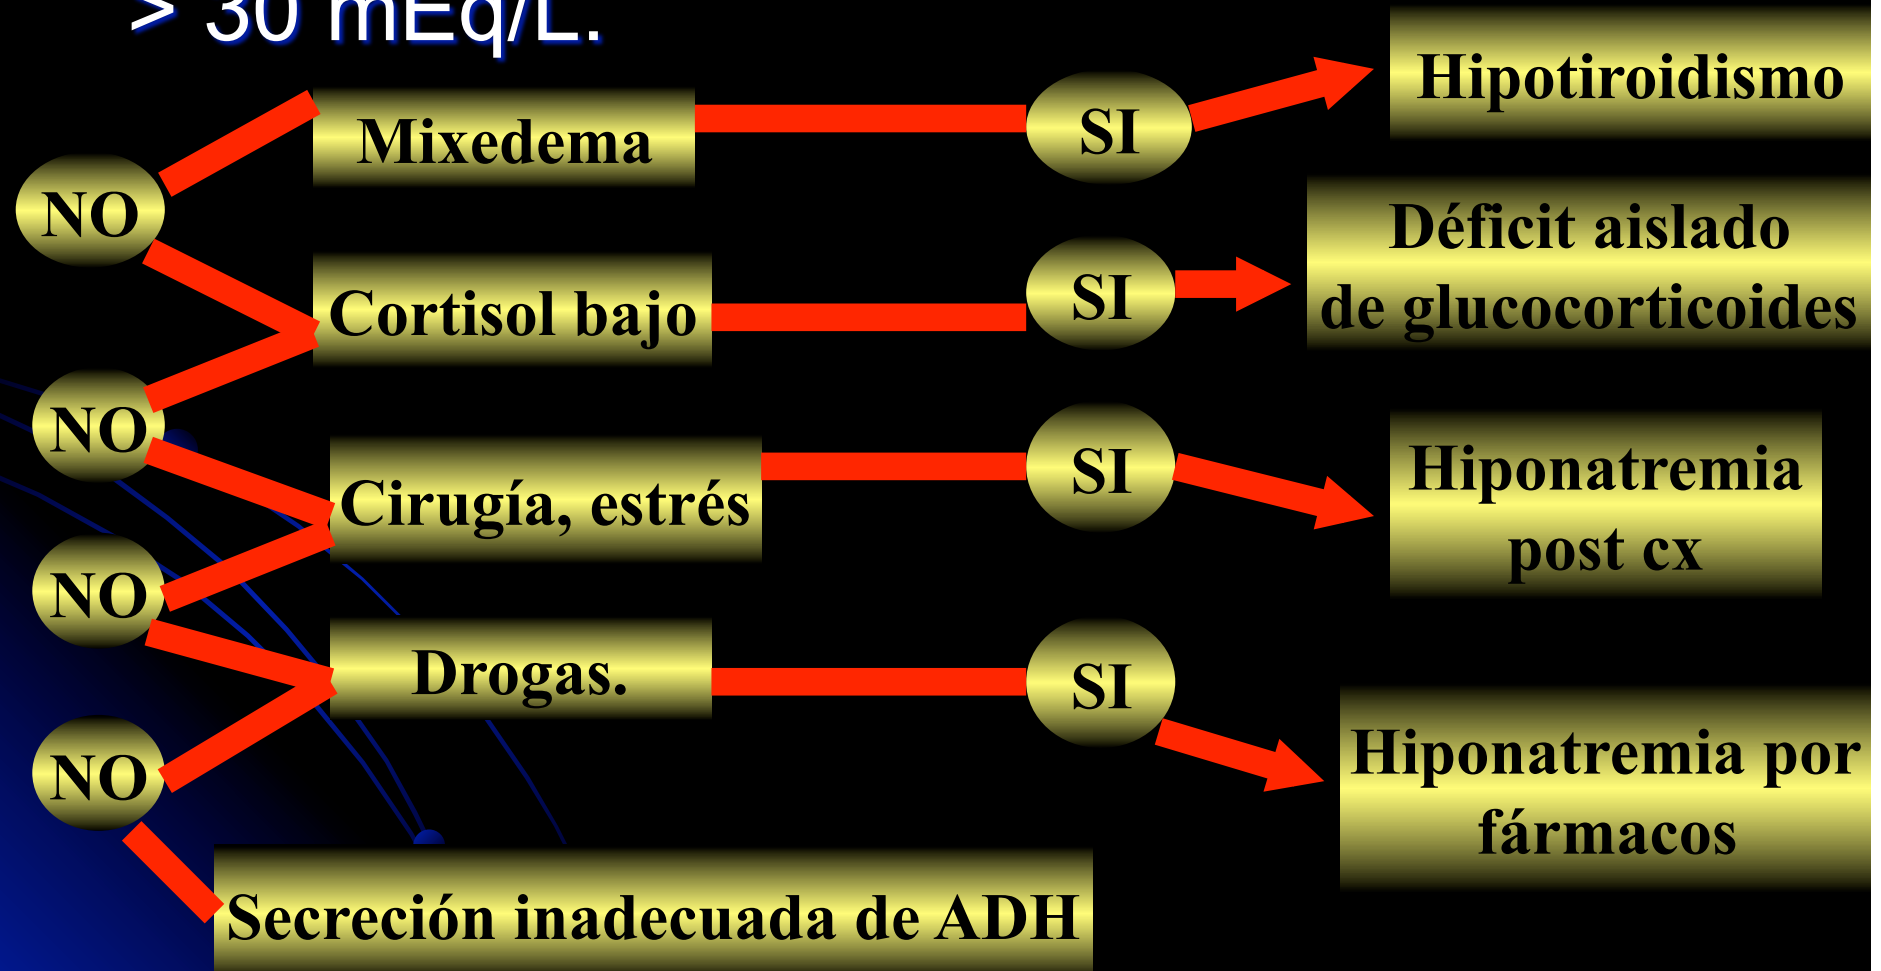 > 30 mEq/L.
Mixedema
SI
Hipotiroidismo
NO
Cortisol bajo
SI
Déficit aislado
de glucocorticoides
NO
Cirugía, estrés
SI
Hiponatremia
post cx
NO
Drogas.
SI
Hiponatremia por
fármacos
NO
Secreción inadecuada de ADH